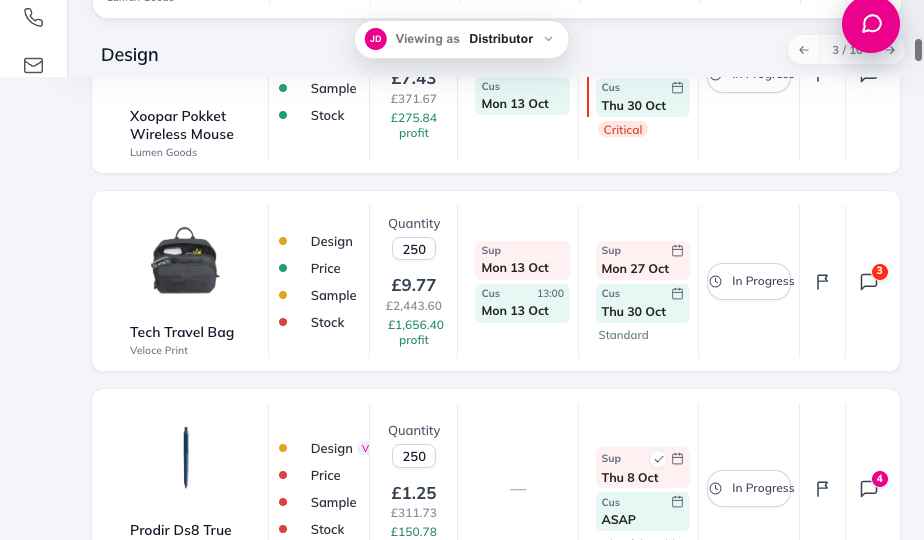 JD Viewing as Distributor
Design
3 / 10
Xoopar Pokket
Wireless Mouse
Lumen Goods
Sample
Stock
£7.43
£371.67
£275.84
profit
Cus
Mon 13 Oct
Cus
Thu 30 Oct
Critical
In Progress
Tech Travel Bag
Veloce Print
Design
Price
Sample
Stock
Quantity
250
£9.77
£2,443.60
£1,656.40
profit
Sup
Mon 13 Oct
Cus 13:00
Mon 13 Oct
Sup
Mon 27 Oct
Cus
Thu 30 Oct
Standard
In Progress
3
Prodir Ds8 True
Design V
Price
Sample
Stock
Quantity
250
£1.25
£311.73
£150.78
—
Sup
Thu 8 Oct
Cus
ASAP
In Progress
4